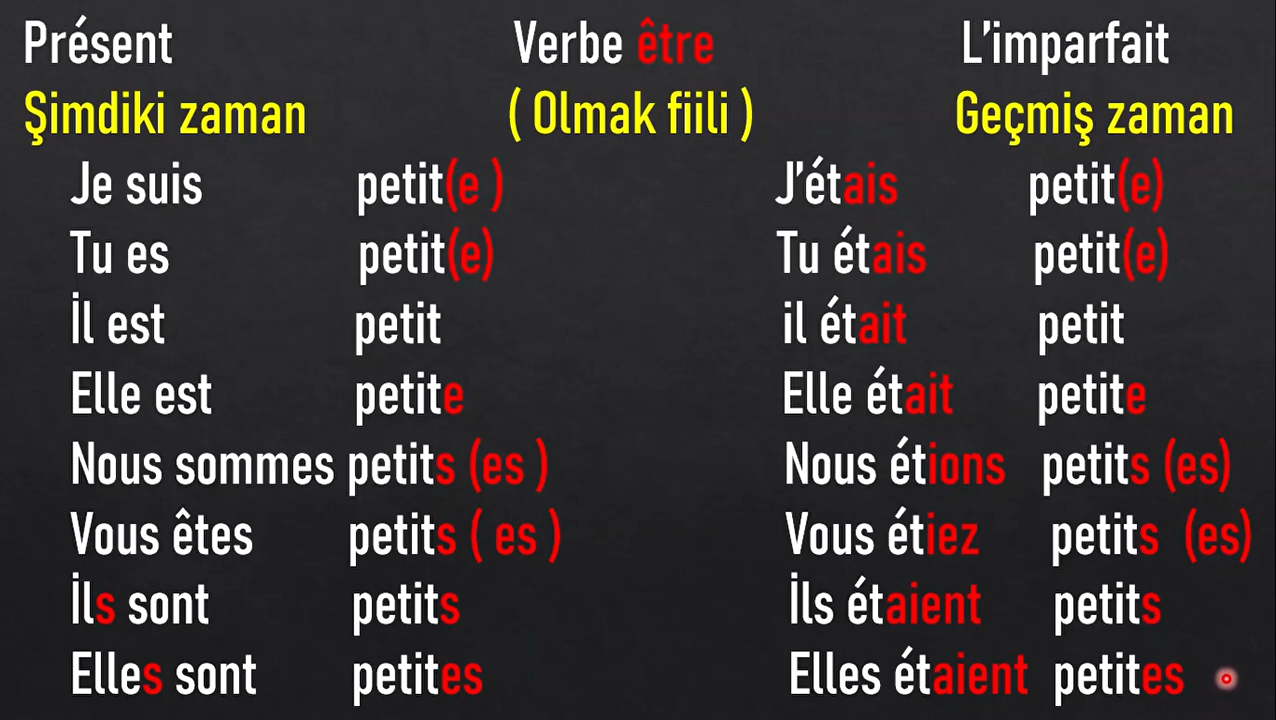 Présent Verbe être L'imparfait
Şimdiki zaman ( Olmak fiili ) Geçmiş zaman
Je suis petit(e ) J'étais petit(e)
Tu es petit(e) Tu étais petit(e)
İl est petit il était petit
Elle est petite Elle était petite
Nous sommes petits (es ) Nous étions petits (es)
Vous êtes petits ( es ) Vous étiez petits (es)
İls sont petits İls étaient petits
Elles sont petites Elles étaient petites